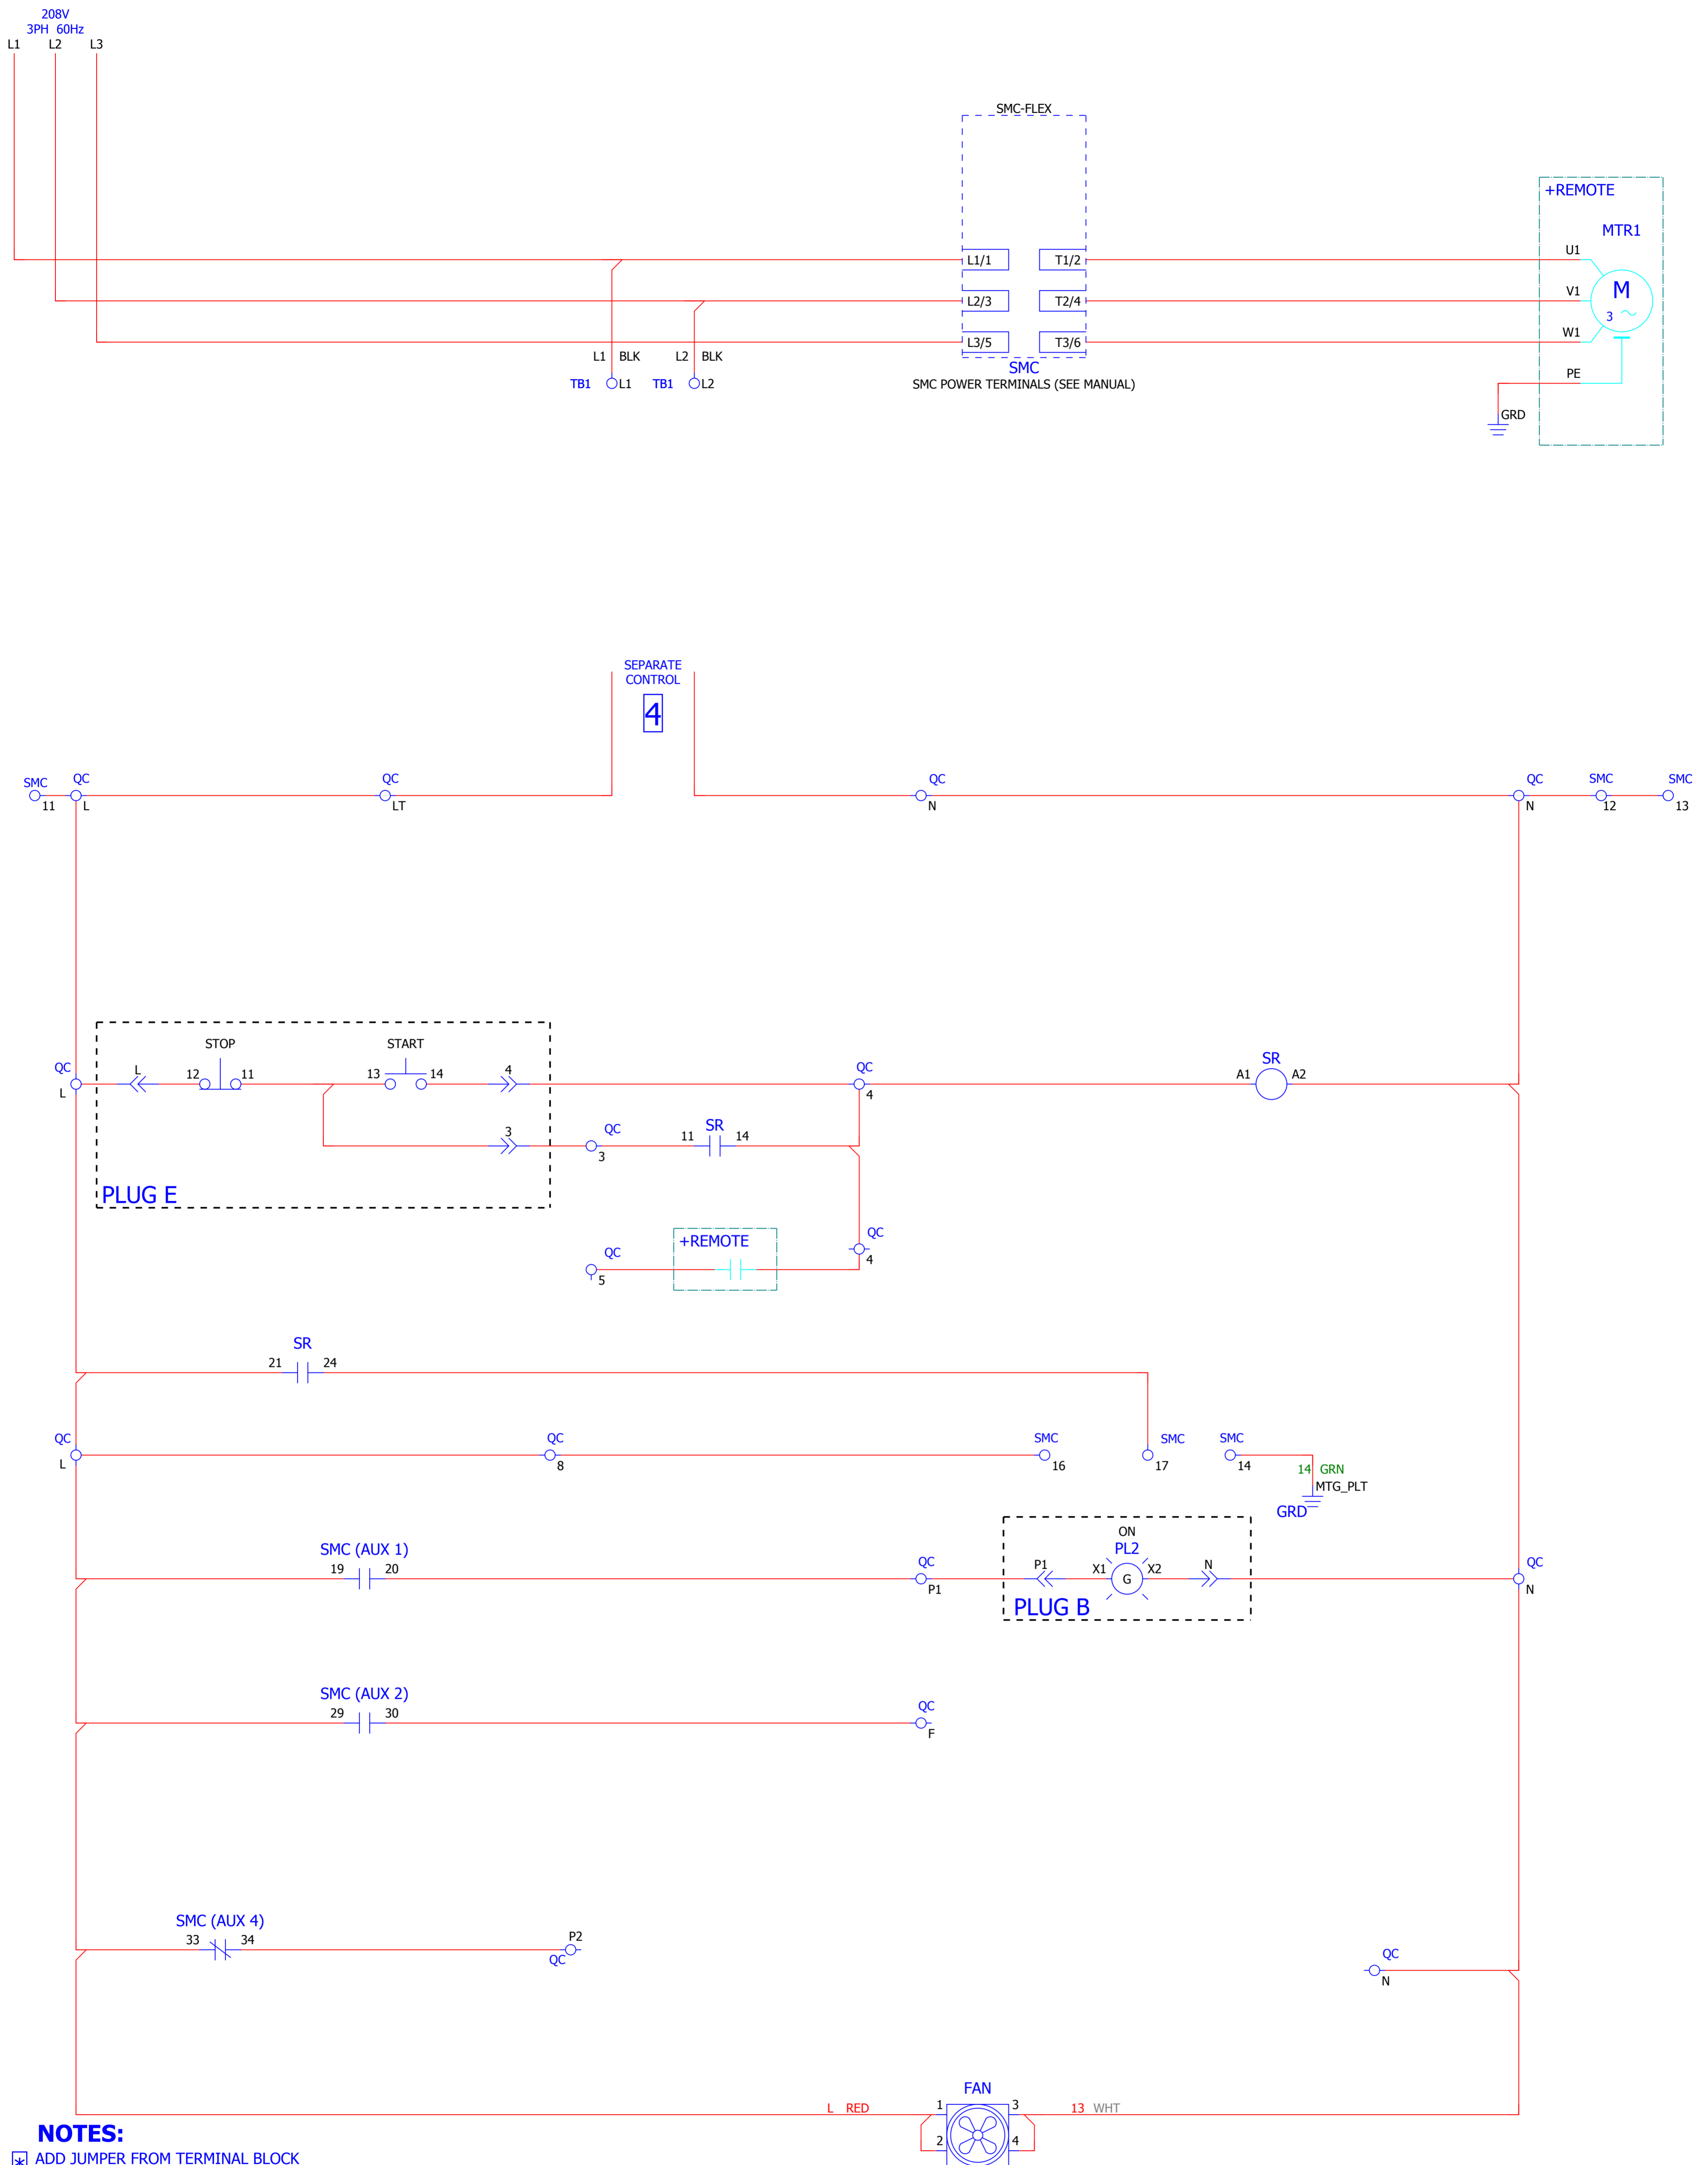 208V
3PH 60Hz
L1 L2 L3
SMC-FLEX
+REMOTE
MTR1
U1
L1/1 T1/2
M
3
V1
L2/3 T2/4
W1
L3/5 T3/6
L1 BLK L2 BLK
SMC
TB1 L1 TB1 L2
SMC POWER TERMINALS (SEE MANUAL)
PE
GRD
SEPARATE
CONTROL
4
SMC QC QC QC QC SMC SMC
11 L LT N N 12 13
STOP START
QC L 12 11 13 14 4 QC SR
L 4 A1 A2
3 QC 11 SR 14
3
PLUG E
+REMOTE QC
QC 4
5
SR
21 24
QC QC SMC SMC SMC
L 8 16 17 14
14 GRN
MTG_PLT
GRD
ON
SMC (AUX 1) PL2
19 20 QC P1 X1 G X2 N QC
P1 N
PLUG B
SMC (AUX 2)
29 30 QC
F
SMC (AUX 4)
33 34 P2
QC QC
N
FAN
L RED 1 3 13 WHT
2 4
NOTES:
* ADD JUMPER FROM TERMINAL BLOCK